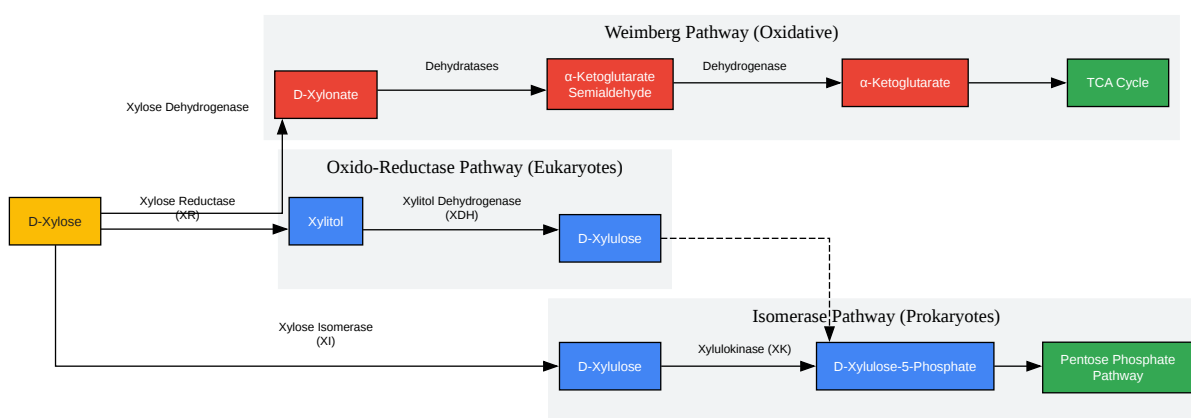 Weimberg Pathway (Oxidative)
D-Xylonate
Dehydratases
α-Ketoglutarate
Semialdehyde
Dehydrogenase
α-Ketoglutarate
TCA Cycle
Xylose Dehydrogenase
Oxido-Reductase Pathway (Eukaryotes)
D-Xylose
Xylose Reductase
(XR)
Xylitol
Xylitol Dehydrogenase
(XDH)
D-Xylulose
Isomerase Pathway (Prokaryotes)
Xylose Isomerase
(XI)
D-Xylulose
Xylulokinase (XK)
D-Xylulose-5-Phosphate
Pentose Phosphate
Pathway